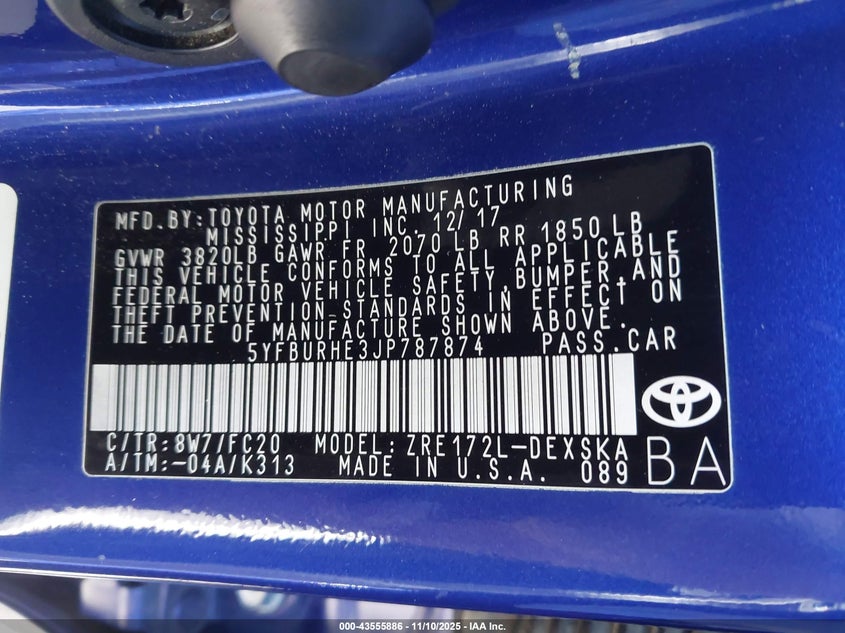 MFD.BY:TOYOTA MOTOR MANUFACTURING
MISSISSIPPI INC. 12/17
GVWR 3820LB GAWR FR 2070 LB RR 1850 LB
THIS VEHICLE CONFORMS TO ALL APPLICABLE
FEDERAL MOTOR VEHICLE SAFETY,BUMPER,AND
THEFT PREVENTION STANDARDS IN EFFECT ON
THE DATE OF MANUFACTURE SHOWN ABOVE.
5YFBURHE3JP787874 PASS.CAR
C/TR:8W7/FC20 MODEL:ZRE172L-DEXSKA
A/TM:-04A/K313 MADE IN U.S.A. 089
BA
000-43555886 - 11/10/2025 - IAA Inc.